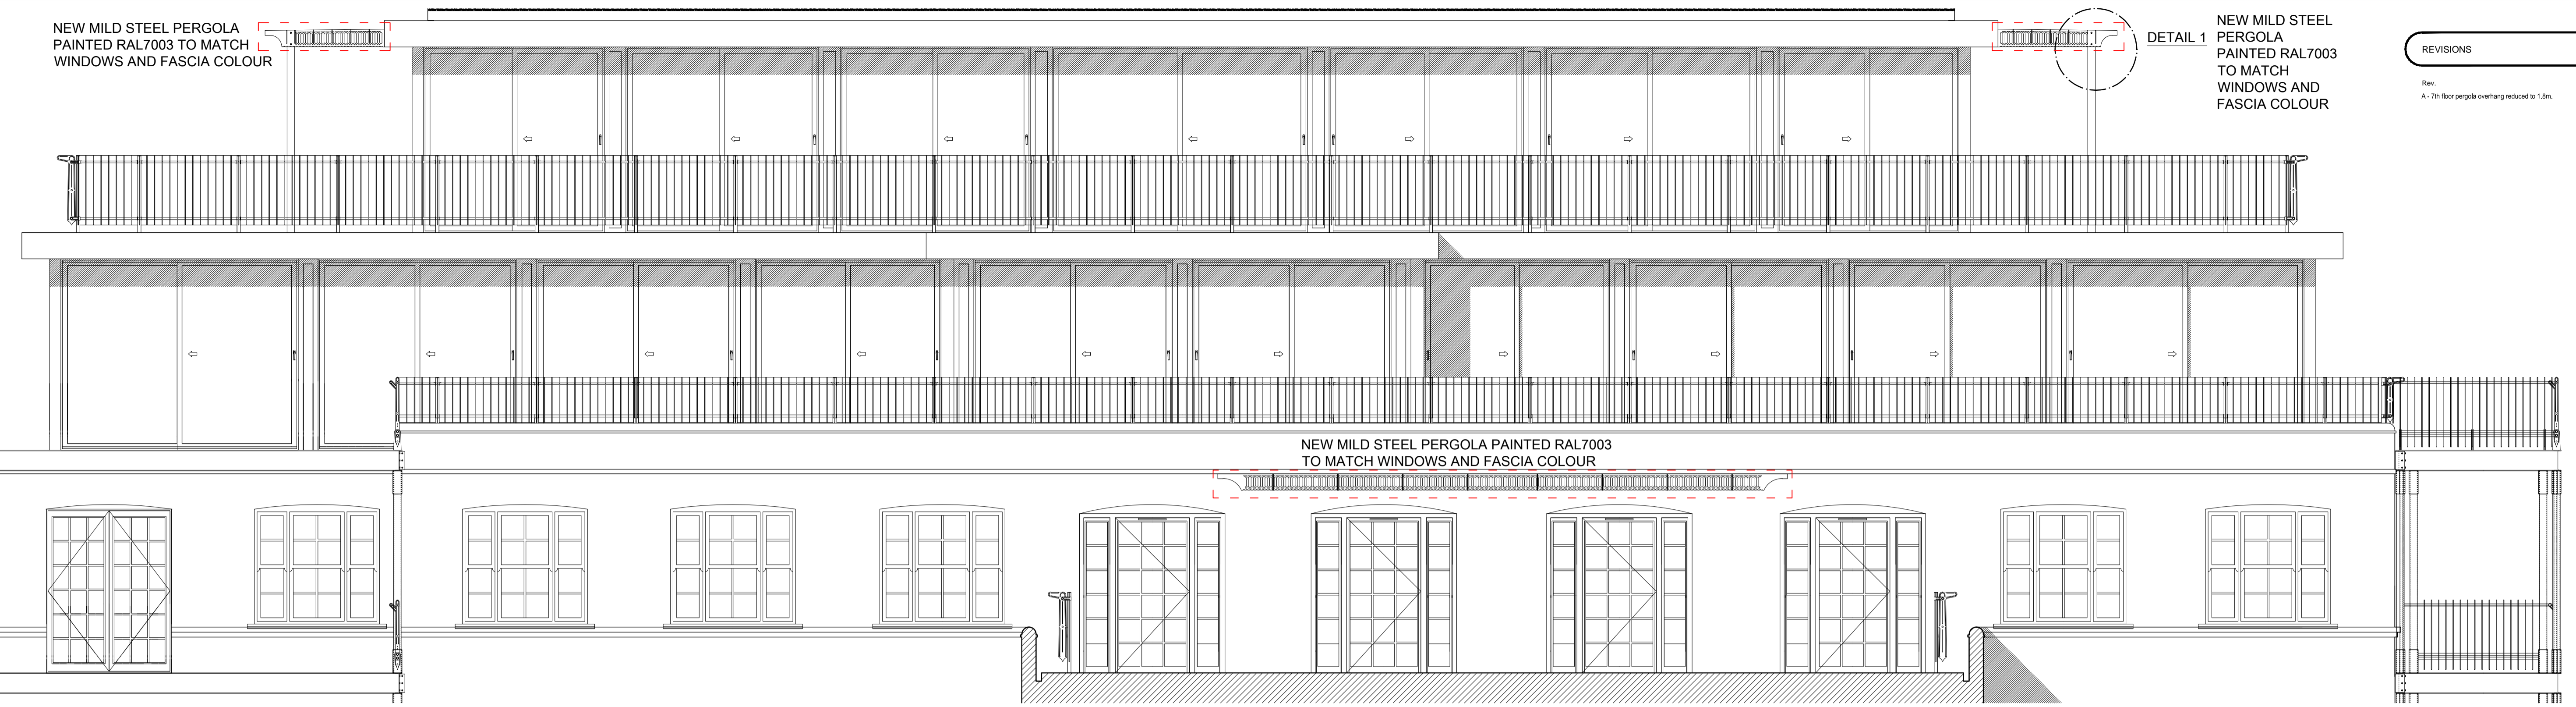 NEW MILD STEEL PERGOLA
PAINTED RAL7003 TO MATCH
WINDOWS AND FASCIA COLOUR
DETAIL 1
NEW MILD STEEL
PERGOLA
PAINTED RAL7003
TO MATCH
WINDOWS AND
FASCIA COLOUR
REVISIONS
Rev.
A - 7th floor pergola overhang reduced to 1.8m.
NEW MILD STEEL PERGOLA PAINTED RAL7003
TO MATCH WINDOWS AND FASCIA COLOUR